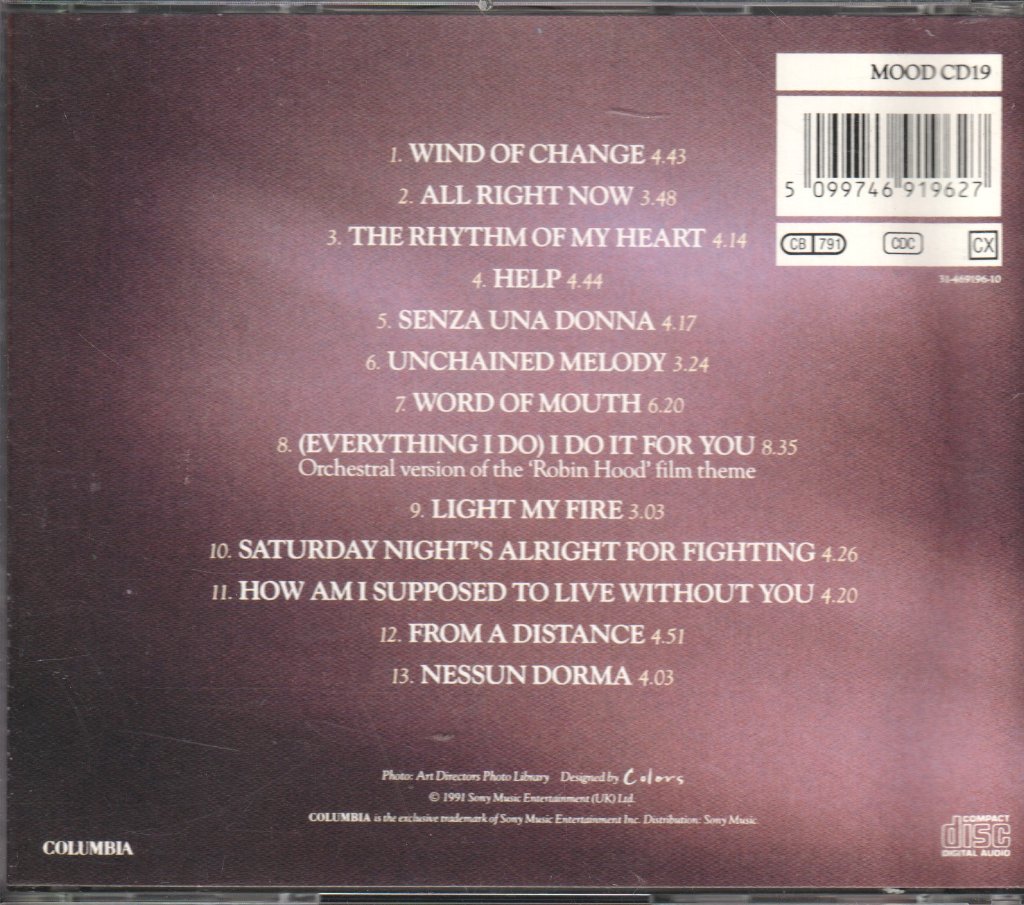 MOOD CD19
5 099746 919627
CB 791 CDC CX
31-469196-10
1. WIND OF CHANGE 4.43
2. ALL RIGHT NOW 3.48
3. THE RHYTHM OF MY HEART 4.14
4. HELP 4.44
5. SENZA UNA DONNA 4.17
6. UNCHAINED MELODY 3.24
7. WORD OF MOUTH 6.20
8. (EVERYTHING I DO) I DO IT FOR YOU 8.35
Orchestral version of the 'Robin Hood' film theme
9. LIGHT MY FIRE 3.03
10. SATURDAY NIGHT'S ALRIGHT FOR FIGHTING 4.26
11. HOW AM I SUPPOSED TO LIVE WITHOUT YOU 4.20
12. FROM A DISTANCE 4.51
13. NESSUN DORMA 4.03
Photo: Art Directors Photo Library Designed by Colors
© 1991 Sony Music Entertainment (UK) Ltd.
COLUMBIA is the exclusive trademark of Sony Music Entertainment Inc. Distribution: Sony Music.
COLUMBIA
COMPACT
disc
DIGITAL AUDIO